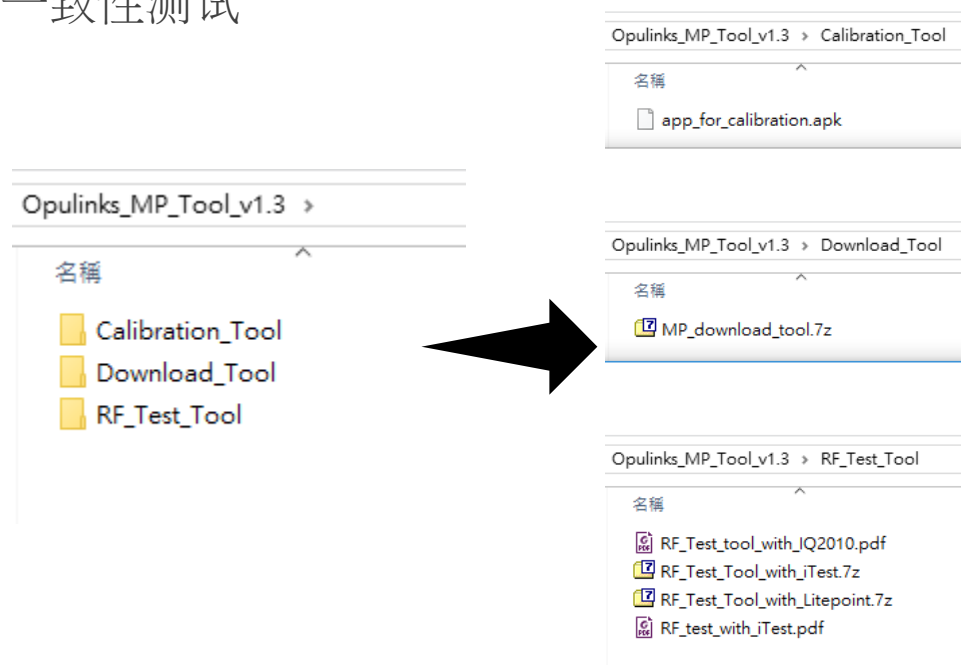 一致性测试
Opulinks_MP_Tool_v1.3 >
名稱
Calibration_Tool
Download_Tool
RF_Test_Tool
Opulinks_MP_Tool_v1.3 > Calibration_Tool
名稱
app_for_calibration.apk
Opulinks_MP_Tool_v1.3 > Download_Tool
名稱
MP_download_tool.7z
Opulinks_MP_Tool_v1.3 > RF_Test_Tool
名稱
RF_Test_tool_with_IQ2010.pdf
RF_Test_Tool_with_iTest.7z
RF_Test_Tool_with_Litepoint.7z
RF_test_with_iTest.pdf